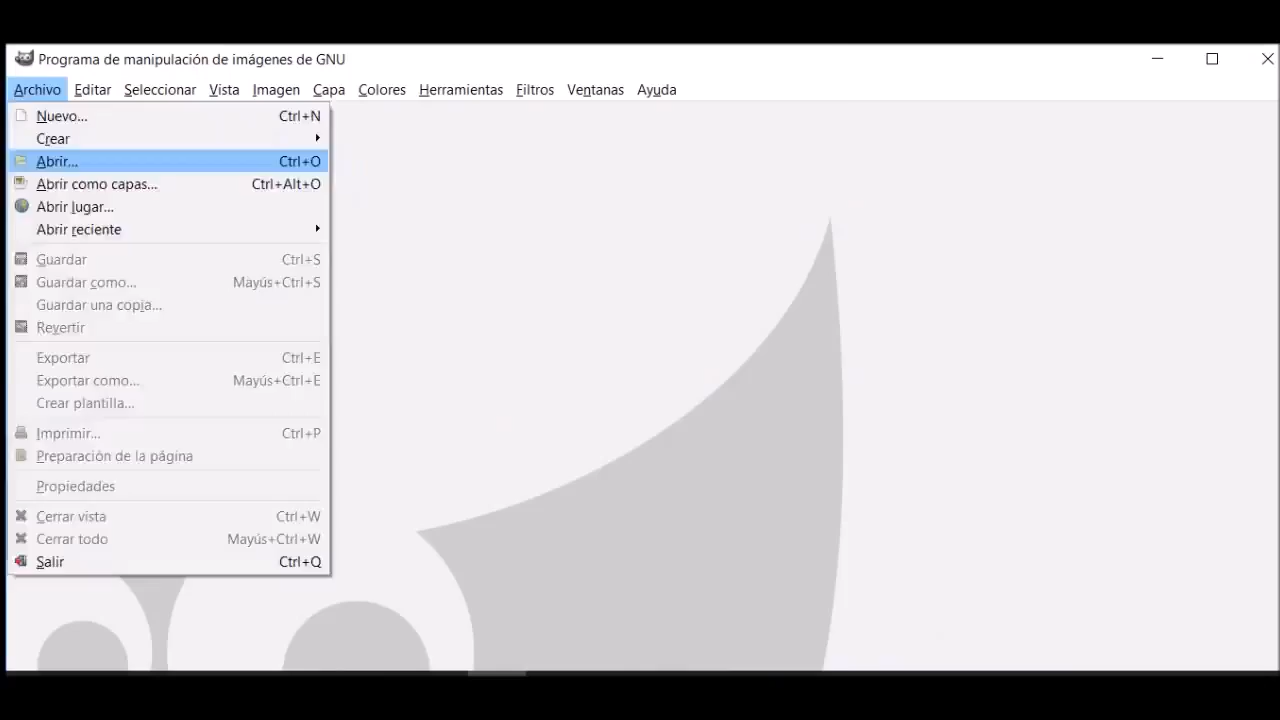 Programa de manipulación de imágenes de GNU
Archivo Editar Seleccionar Vista Imagen Capa Colores Herramientas Filtros Ventanas Ayuda
Nuevo... Ctrl+N
Crear
Abrir... Ctrl+O
Abrir como capas... Ctrl+Alt+O
Abrir lugar...
Abrir reciente
Guardar Ctrl+S
Guardar como... Mayús+Ctrl+S
Guardar una copia...
Revertir
Exportar Ctrl+E
Exportar como... Mayús+Ctrl+E
Crear plantilla...
Imprimir... Ctrl+P
Preparación de la página
Propiedades
Cerrar vista Ctrl+W
Cerrar todo Mayús+Ctrl+W
Salir Ctrl+Q